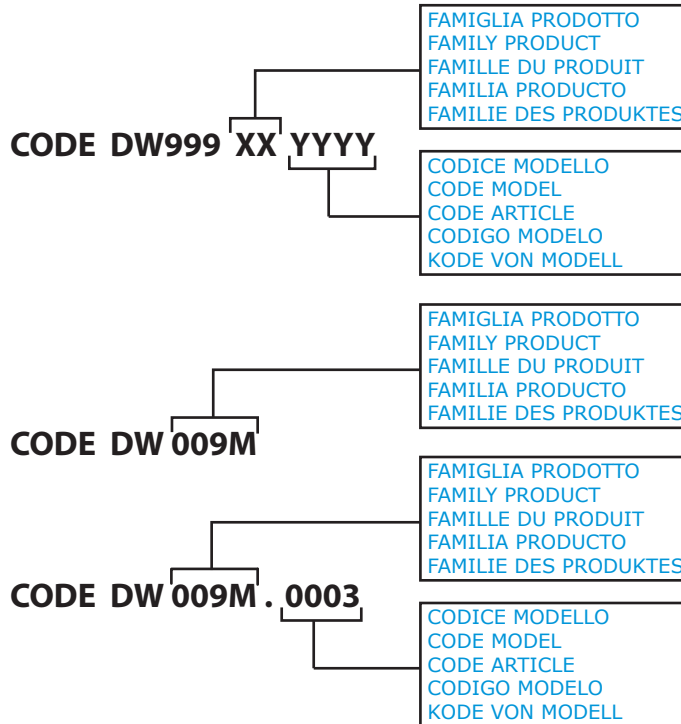 FAMIGLIA PRODOTTO
FAMILY PRODUCT
FAMILLE DU PRODUIT
FAMILIA PRODUCTO
FAMILIE DES PRODUKTES
CODE DW999 XX YYYY
CODICE MODELLO
CODE MODEL
CODE ARTICLE
CODIGO MODELO
KODE VON MODELL
FAMIGLIA PRODOTTO
FAMILY PRODUCT
FAMILLE DU PRODUIT
FAMILIA PRODUCTO
FAMILIE DES PRODUKTES
CODE DW 009M
FAMIGLIA PRODOTTO
FAMILY PRODUCT
FAMILLE DU PRODUIT
FAMILIA PRODUCTO
FAMILIE DES PRODUKTES
CODE DW 009M . 0003
CODICE MODELLO
CODE MODEL
CODE ARTICLE
CODIGO MODELO
KODE VON MODELL